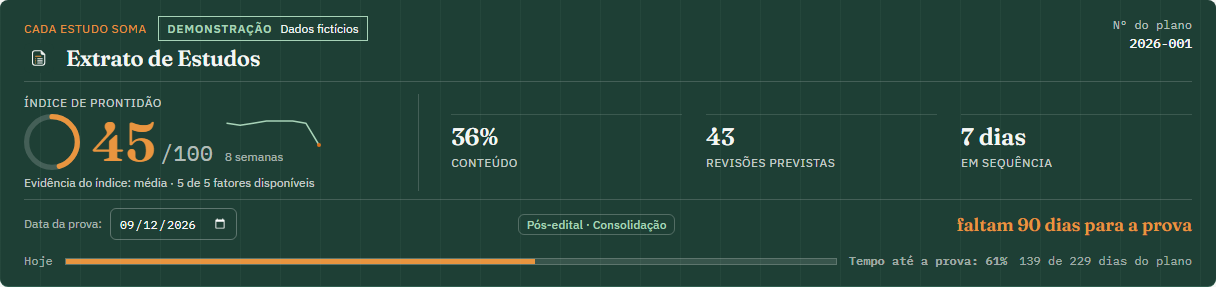 CADA ESTUDO SOMA
DEMONSTRAÇÃO Dados fictícios
Extrato de Estudos
Nº do plano
2026-001
ÍNDICE DE PRONTIDÃO
45/100
8 semanas
Evidência do índice: média · 5 de 5 fatores disponíveis
36%
CONTEÚDO
43
REVISÕES PREVISTAS
7 dias
EM SEQUÊNCIA
Data da prova: 09/12/2026
Pós-edital · Consolidação
faltam 90 dias para a prova
Hoje
Tempo até a prova: 61% 139 de 229 dias do plano